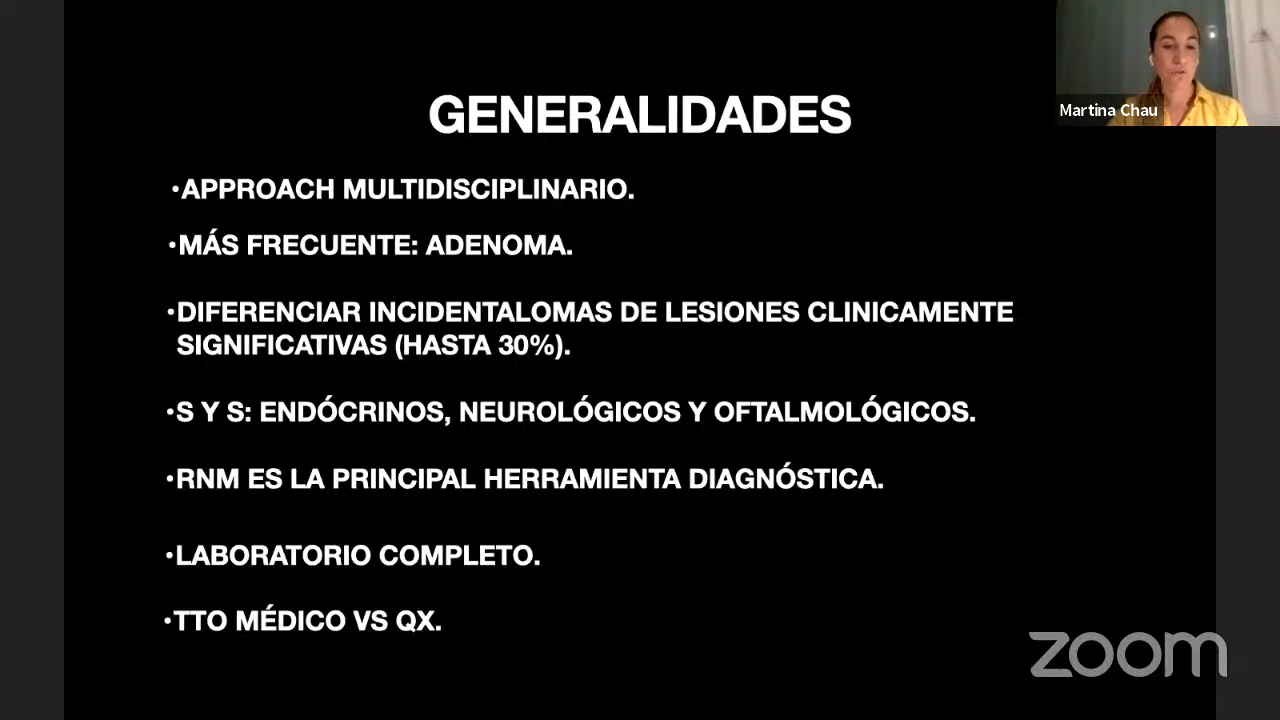 GENERALIDADES
•APPROACH MULTIDISCIPLINARIO.
•MÁS FRECUENTE: ADENOMA.
•DIFERENCIAR INCIDENTALOMAS DE LESIONES CLINICAMENTE
SIGNIFICATIVAS (HASTA 30%).
•S Y S: ENDÓCRINOS, NEUROLÓGICOS Y OFTALMOLÓGICOS.
•RNM ES LA PRINCIPAL HERRAMIENTA DIAGNÓSTICA.
•LABORATORIO COMPLETO.
•TTO MÉDICO VS QX.
Martina Chau
zoom